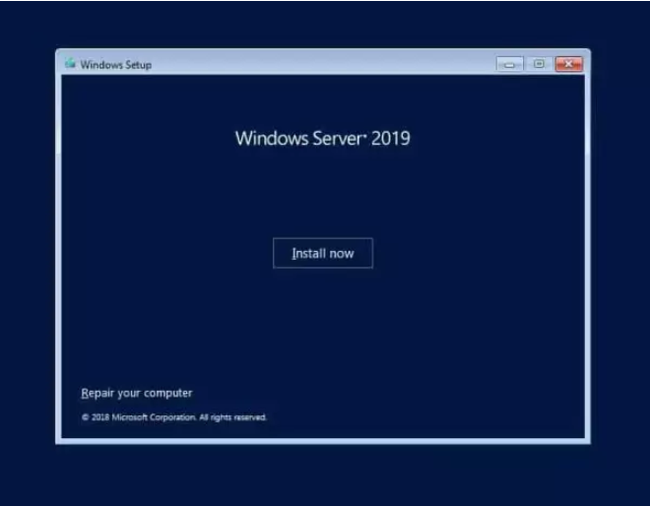 Windows Setup
Windows Server 2019
Install now
Repair your computer
© 2018 Microsoft Corporation. All rights reserved.